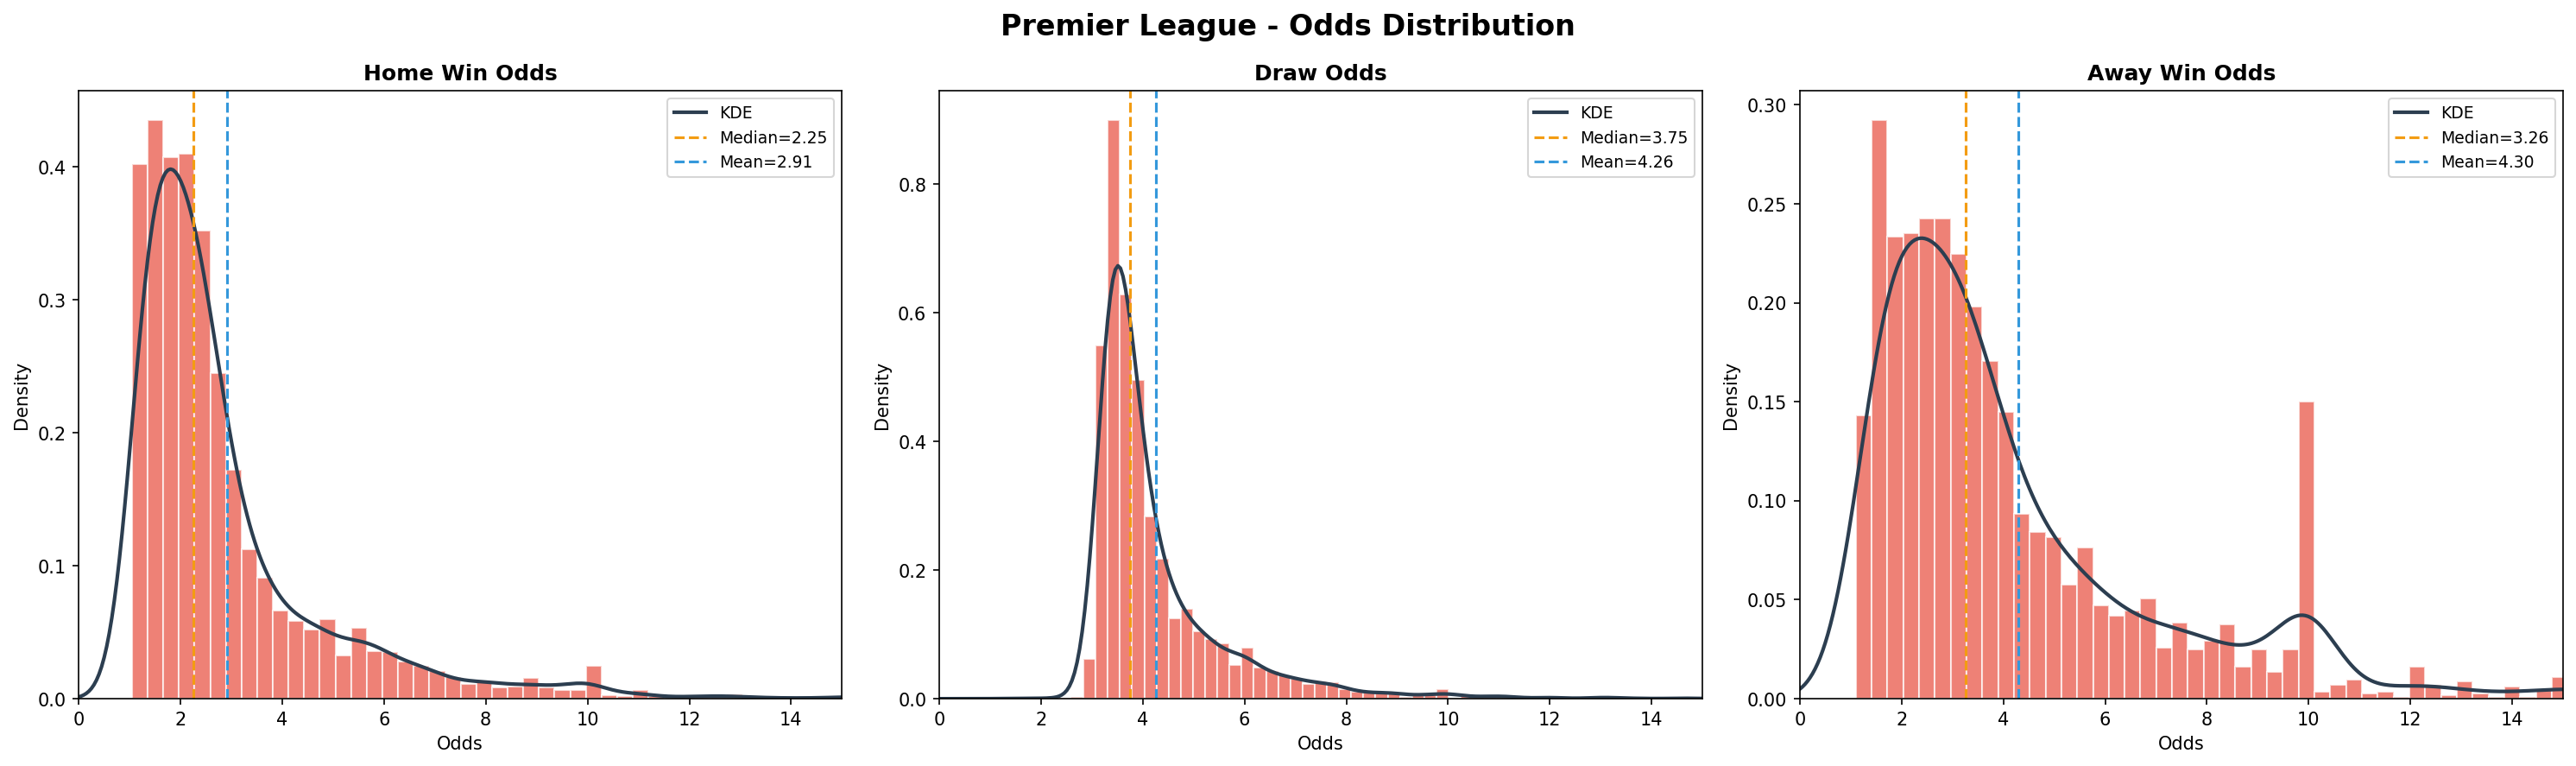 Premier League - Odds Distribution
Home Win Odds
KDE
Median=2.25
Mean=2.91
0.4
0.3
0.2
0.1
0.0
Density
0 2 4 6 8 10 12 14
Odds
Draw Odds
KDE
Median=3.75
Mean=4.26
0.8
0.6
0.4
0.2
0.0
Density
0 2 4 6 8 10 12 14
Odds
Away Win Odds
KDE
Median=3.26
Mean=4.30
0.30
0.25
0.20
0.15
0.10
0.05
0.00
Density
0 2 4 6 8 10 12 14
Odds